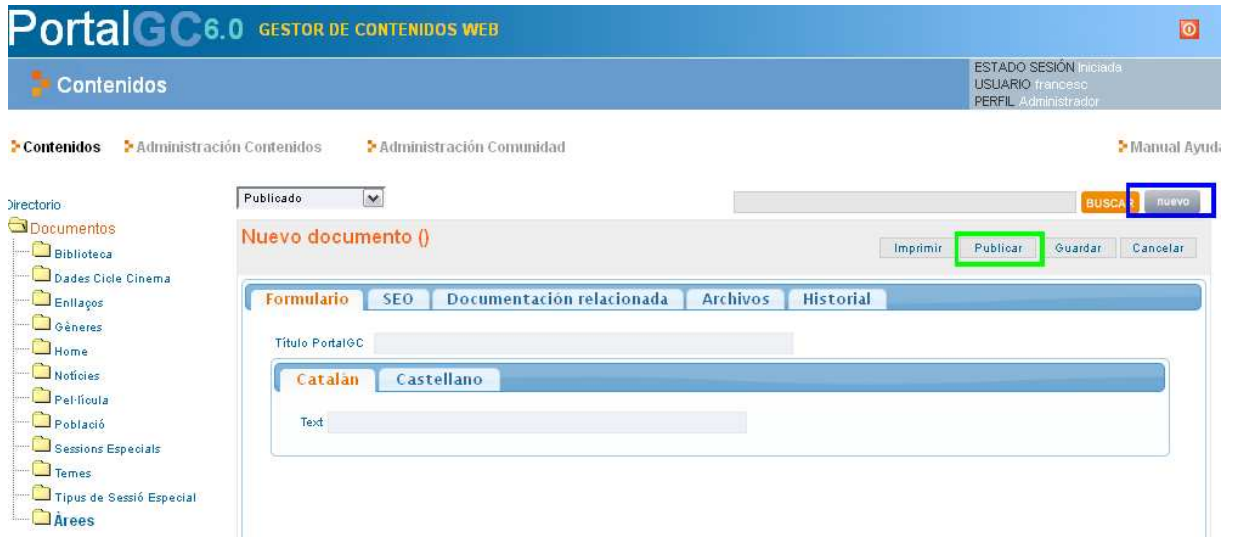 PortalGC6.0 GESTOR DE CONTENIDOS WEB
Contenidos
ESTADO SESIÓN Iniciada
USUARIO francesc
PERFIL Administrador
Contenidos Administración Contenidos Administración Comunidad Manual Ayuda
Directorio
Publicado BUSCAR nuevo
Documentos
Biblioteca
Dades Cicle Cinema
Enllaços
Gèneres
Home
Notícies
Pel·lícula
Població
Sessions Especials
Temes
Tipus de Sessió Especial
Àrees
Nuevo documento ()
Imprimir Publicar Guardar Cancelar
Formulario SEO Documentación relacionada Archivos Historial
Título PortalGC
Catalán Castellano
Text